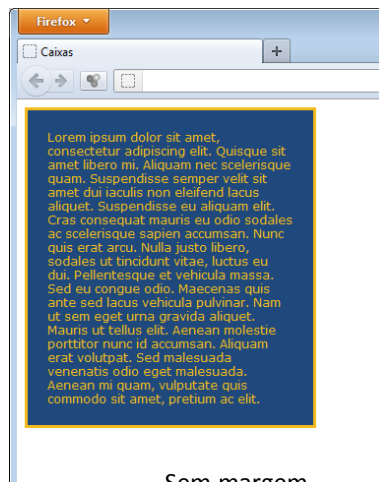 Firefox
Caixas
Lorem ipsum dolor sit amet,
consectetur adipiscing elit. Quisque sit
amet libero mi. Aliquam nec scelerisque
quam. Suspendisse semper velit sit
amet dui iaculis non eleifend lacus
aliquet. Suspendisse eu aliquam elit.
Cras consequat mauris eu odio sodales
ac scelerisque sapien accumsan. Nunc
quis erat arcu. Nulla justo libero,
sodales ut tincidunt vitae, luctus eu
dui. Pellentesque et vehicula massa.
Sed eu congue odio. Maecenas quis
ante sed lacus vehicula pulvinar. Nam
ut sem eget urna gravida aliquet.
Mauris ut tellus elit. Aenean molestie
porttitor nunc id accumsan. Aliquam
erat volutpat. Sed malesuada
venenatis odio eget malesuada.
Aenean mi quam, vulputate quis
commodo sit amet, pretium ac elit.
Sem margem